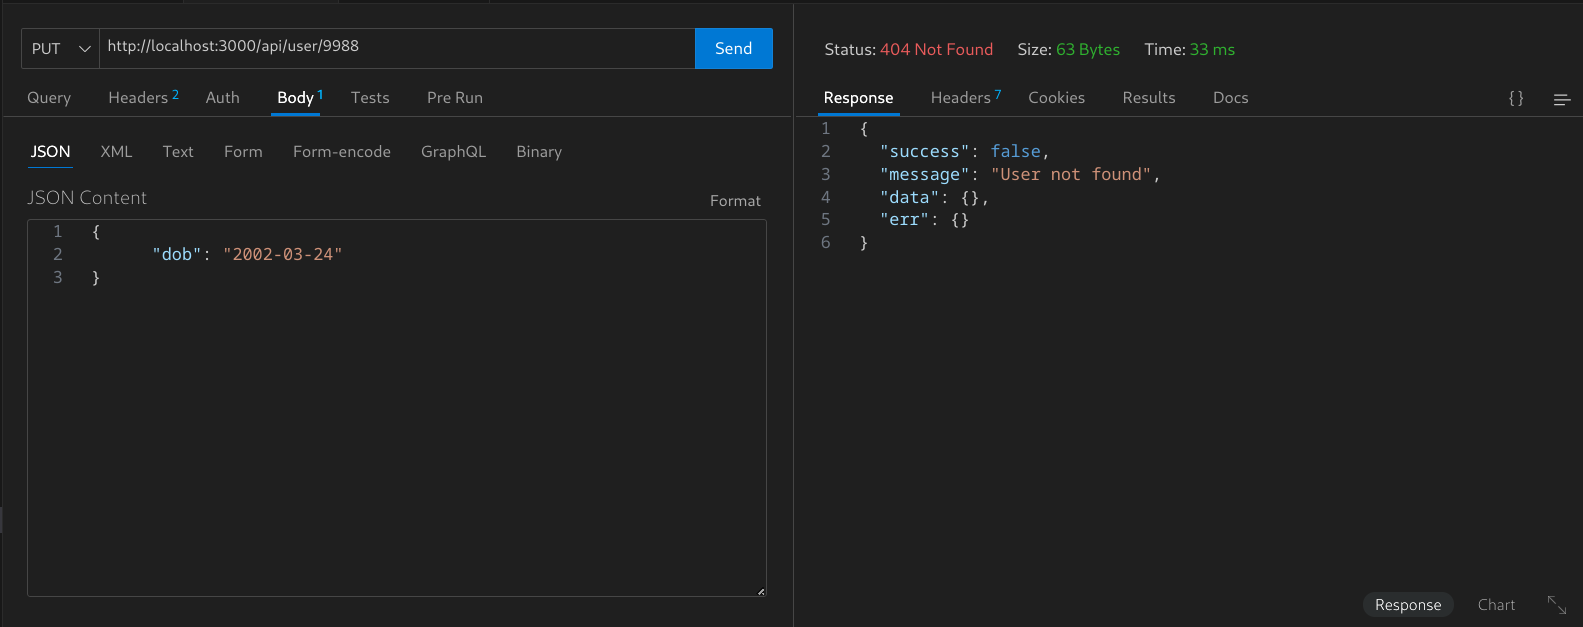 PUT http://localhost:3000/api/user/9988 Send
Query Headers 2 Auth Body 1 Tests Pre Run
JSON XML Text Form Form-encode GraphQL Binary
JSON Content Format
1 {
2 "dob": "2002-03-24"
3 }
Status: 404 Not Found Size: 63 Bytes Time: 33 ms
Response Headers 7 Cookies Results Docs { }
1 {
2 "success": false,
3 "message": "User not found",
4 "data": {},
5 "err": {}
6 }
Response Chart